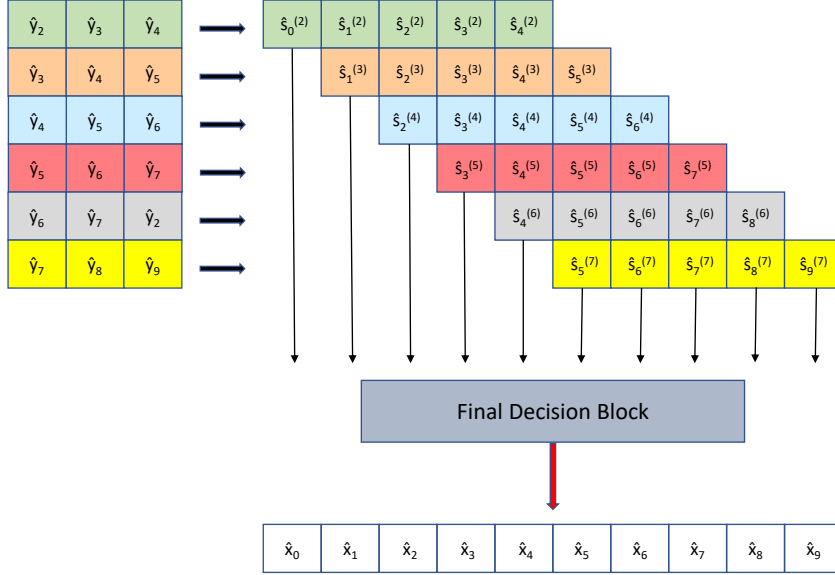 ŷ₂ ŷ₃ ŷ₄ ŝ₀⁽²⁾ ŝ₁⁽²⁾ ŝ₂⁽²⁾ ŝ₃⁽²⁾ ŝ₄⁽²⁾
ŷ₃ ŷ₄ ŷ₅ ŝ₁⁽³⁾ ŝ₂⁽³⁾ ŝ₃⁽³⁾ ŝ₄⁽³⁾ ŝ₅⁽³⁾
ŷ₄ ŷ₅ ŷ₆ ŝ₂⁽⁴⁾ ŝ₃⁽⁴⁾ ŝ₄⁽⁴⁾ ŝ₅⁽⁴⁾ ŝ₆⁽⁴⁾
ŷ₅ ŷ₆ ŷ₇ ŝ₃⁽⁵⁾ ŝ₄⁽⁵⁾ ŝ₅⁽⁵⁾ ŝ₆⁽⁵⁾ ŝ₇⁽⁵⁾
ŷ₆ ŷ₇ ŷ₂ ŝ₄⁽⁶⁾ ŝ₅⁽⁶⁾ ŝ₆⁽⁶⁾ ŝ₇⁽⁶⁾ ŝ₈⁽⁶⁾
ŷ₇ ŷ₈ ŷ₉ ŝ₅⁽⁷⁾ ŝ₆⁽⁷⁾ ŝ₇⁽⁷⁾ ŝ₈⁽⁷⁾ ŝ₉⁽⁷⁾
Final Decision Block
x̂₀ x̂₁ x̂₂ x̂₃ x̂₄ x̂₅ x̂₆ x̂₇ x̂₈ x̂₉